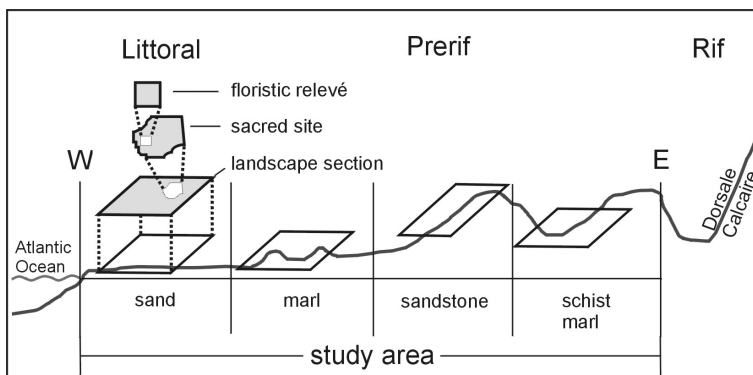 Littoral
Prerif
Rif
floristic relevé
sacred site
landscape section
W
E
Atlantic
Ocean
Dorsale
Calcaire
sand
marl
sandstone
schist
marl
study area